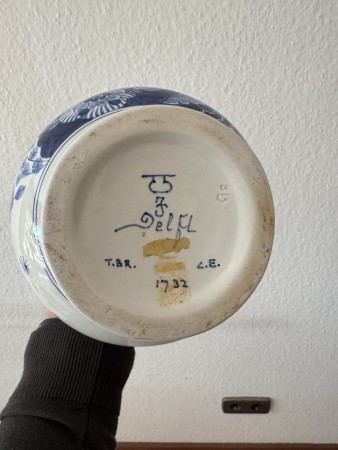 Delft
T.BR. L.E.
1732